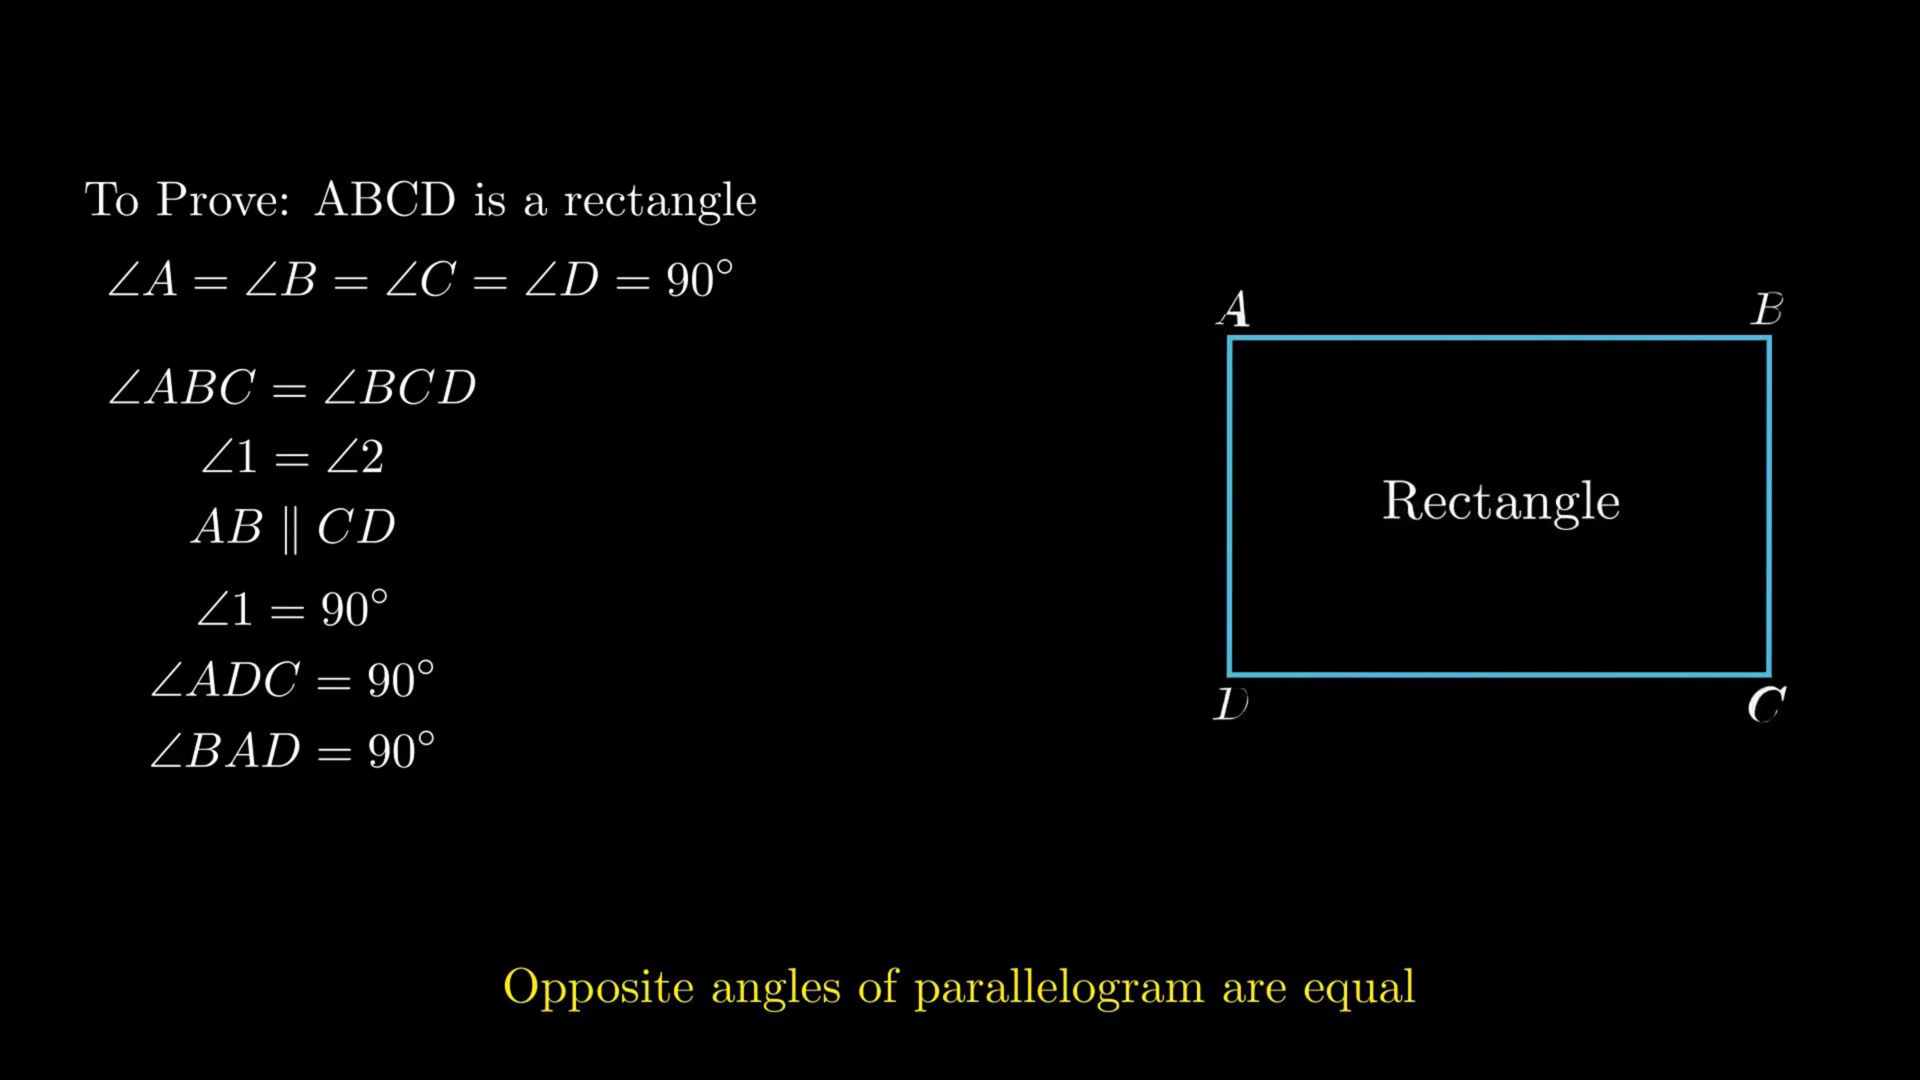 To Prove: ABCD is a rectangle
∠A = ∠B = ∠C = ∠D = 90°
∠ABC = ∠BCD
∠1 = ∠2
AB ∥ CD
∠1 = 90°
∠ADC = 90°
∠BAD = 90°
A B
Rectangle
D C
Opposite angles of parallelogram are equal